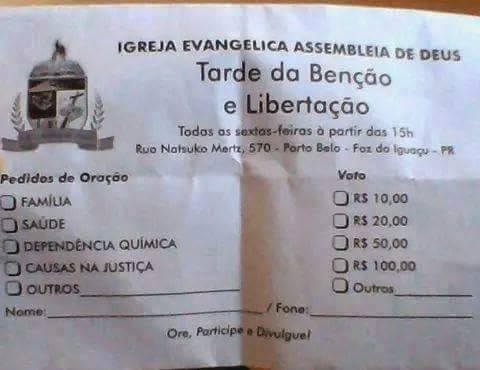 IGREJA EVANGELICA ASSEMBLEIA DE DEUS
Tarde da Benção
e Libertação
Todas as sextas-feiras à partir das 15h
Rua Natsuko Mertz, 570 - Porto Belo - Foz do Iguaçu - PR
Pedidos de Oração
FAMÍLIA
SAÚDE
DEPENDÊNCIA QUÍMICA
CAUSAS NA JUSTIÇA
OUTROS
Voto
R$ 10,00
R$ 20,00
R$ 50,00
R$ 100,00
Outros
Nome: / Fone:
Ore, Participe e Divulgue!